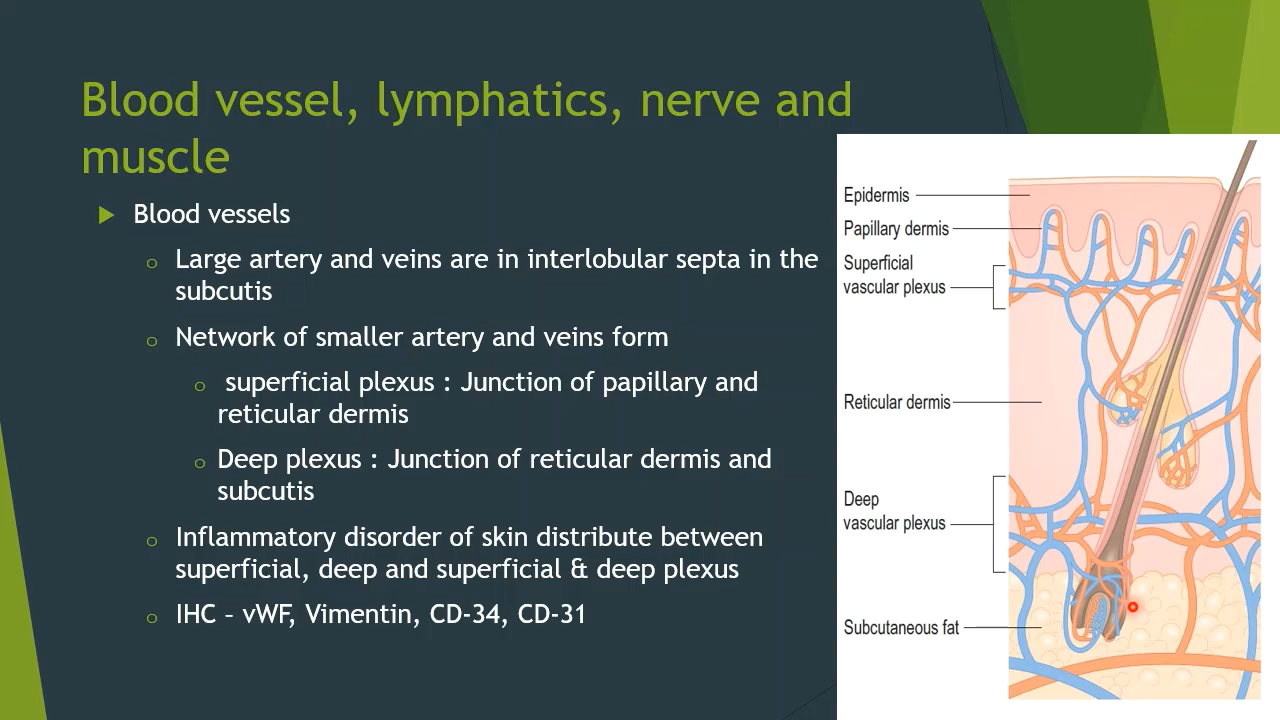 Blood vessel, lymphatics, nerve and
muscle
Blood vessels
Large artery and veins are in interlobular septa in the
subcutis
Network of smaller artery and veins form
superficial plexus : Junction of papillary and
reticular dermis
Deep plexus : Junction of reticular dermis and
subcutis
Inflammatory disorder of skin distribute between
superficial, deep and superficial & deep plexus
IHC – vWF, Vimentin, CD-34, CD-31
Epidermis
Papillary dermis
Superficial
vascular plexus
Reticular dermis
Deep
vascular plexus
Subcutaneous fat